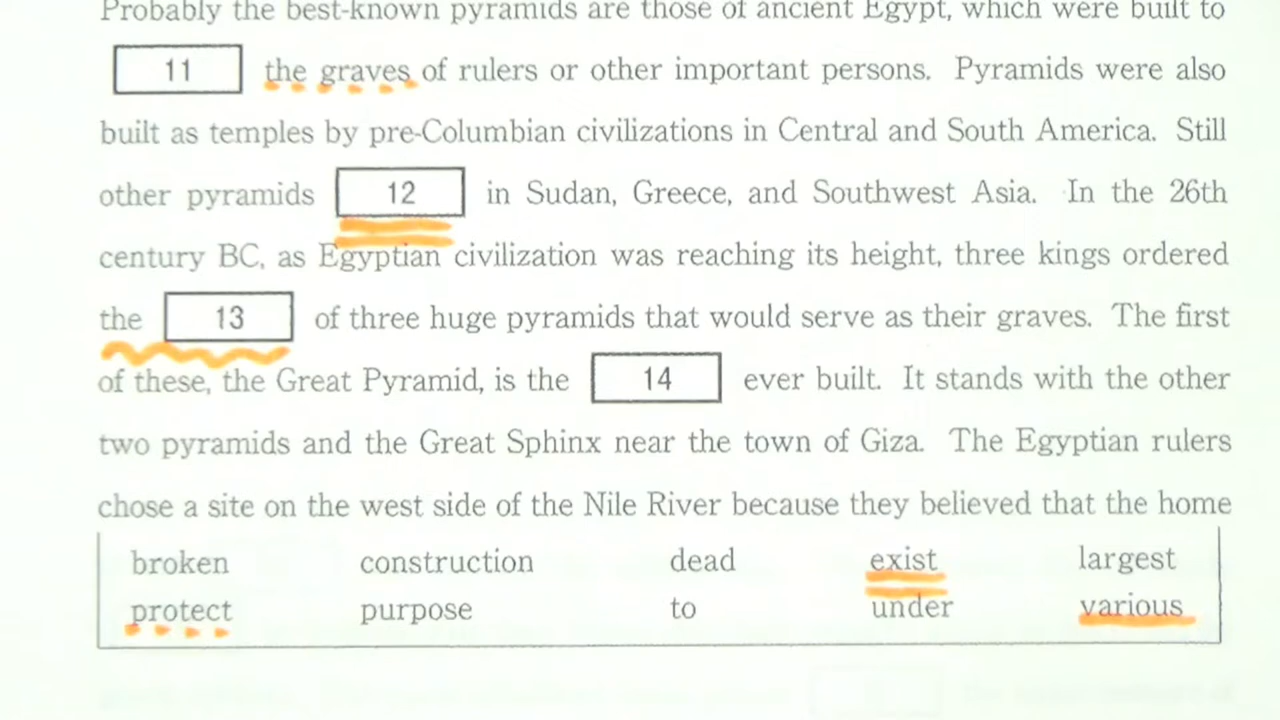 Probably the best-known pyramids are those of ancient Egypt, which were built to
11 the graves of rulers or other important persons. Pyramids were also
built as temples by pre-Columbian civilizations in Central and South America. Still
other pyramids 12 in Sudan, Greece, and Southwest Asia. In the 26th
century BC, as Egyptian civilization was reaching its height, three kings ordered
the 13 of three huge pyramids that would serve as their graves. The first
of these, the Great Pyramid, is the 14 ever built. It stands with the other
two pyramids and the Great Sphinx near the town of Giza. The Egyptian rulers
chose a site on the west side of the Nile River because they believed that the home
broken construction dead exist largest
protect purpose to under various